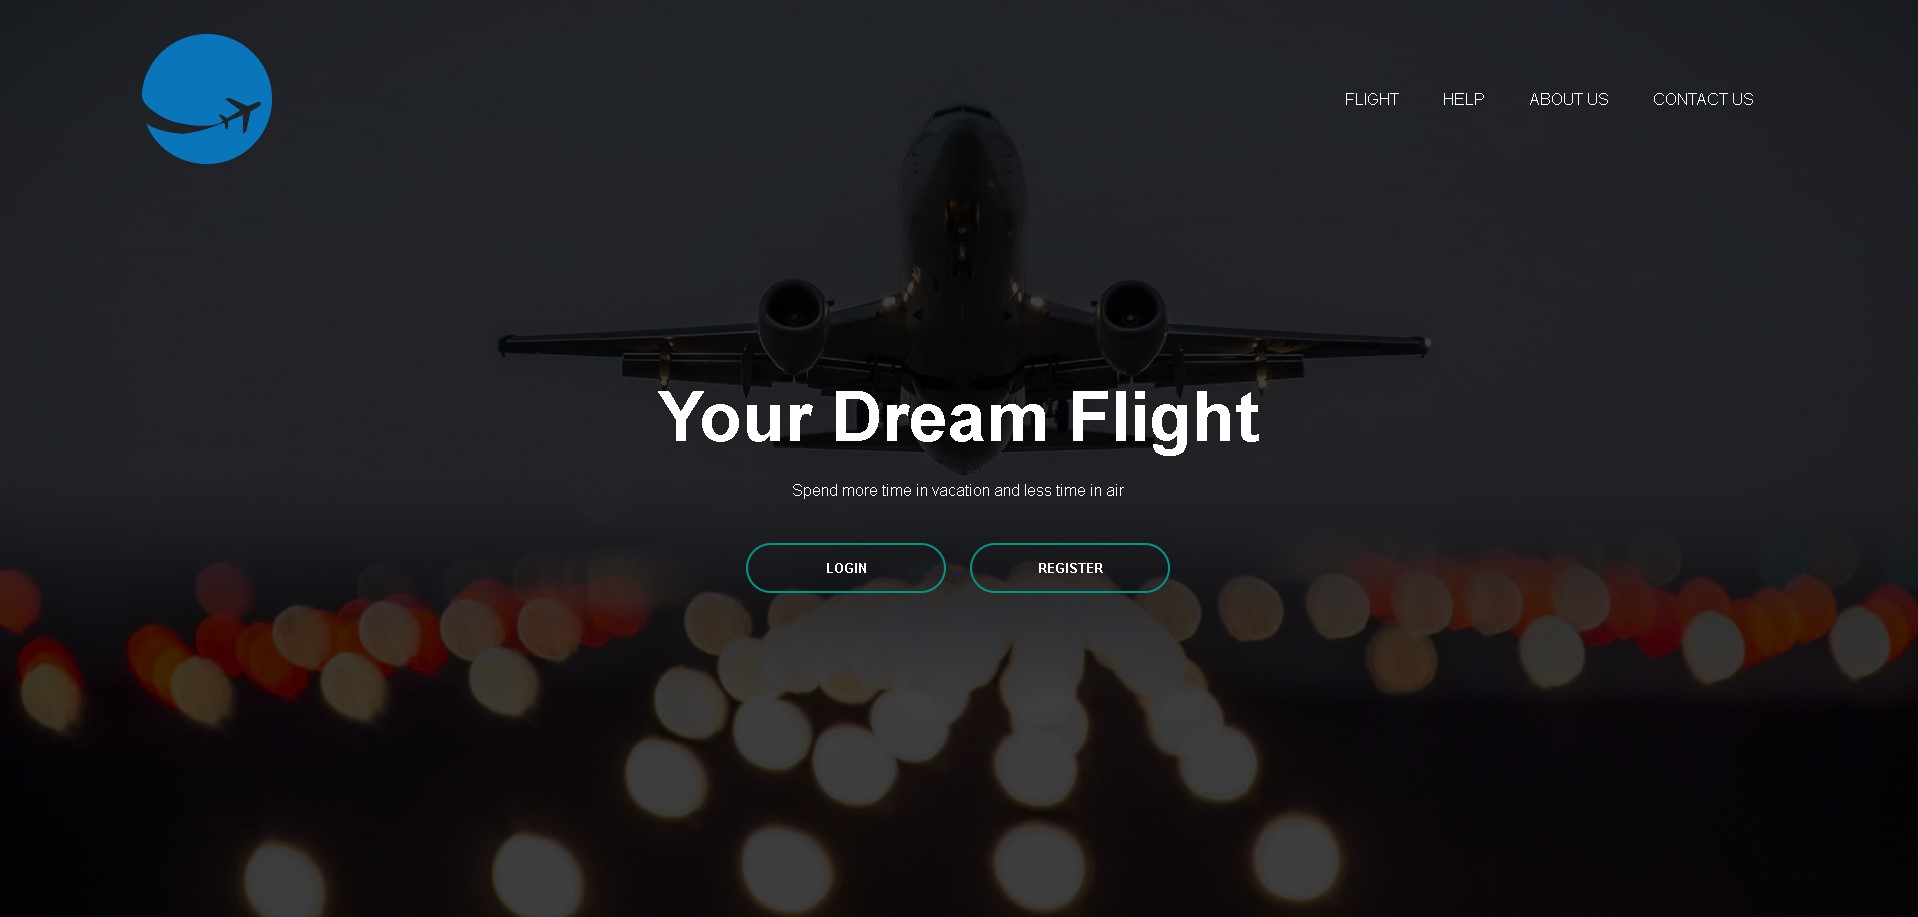 FLIGHT HELP ABOUT US CONTACT US
Your Dream Flight
Spend more time in vacation and less time in air
LOGIN REGISTER